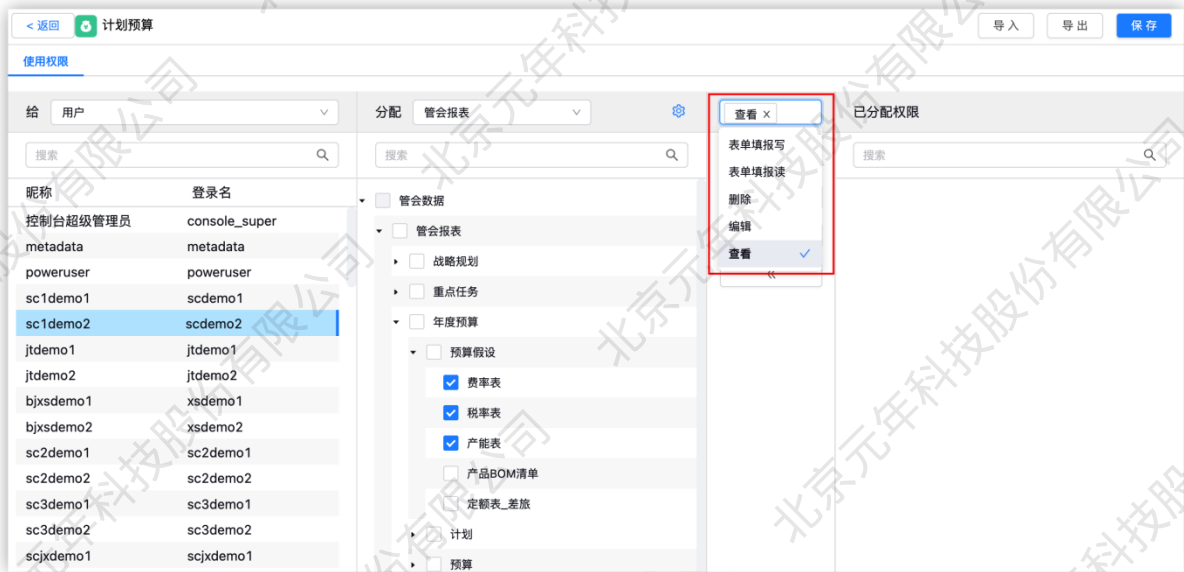 < 返回 计划预算 导入 导出 保存
使用权限
给 用户 分配 管会报表 查看 × 已分配权限
搜索 搜索 搜索
表单填报写
表单填报读
删除
编辑
查看
«
昵称 登录名
控制台超级管理员 console_super
metadata metadata
poweruser poweruser
sc1demo1 scdemo1
sc1demo2 scdemo2
jtdemo1 jtdemo1
jtdemo2 jtdemo2
bjxsdemo1 xsdemo1
bjxsdemo2 xsdemo2
sc2demo1 sc2demo1
sc2demo2 sc2demo2
sc3demo1 sc3demo1
sc3demo2 sc3demo2
scjxdemo1 scjxdemo1
管会数据
管会报表
战略规划
重点任务
年度预算
预算假设
费率表
税率表
产能表
产品BOM清单
定额表_差旅
计划
预算
北京元年科技股份有限公司